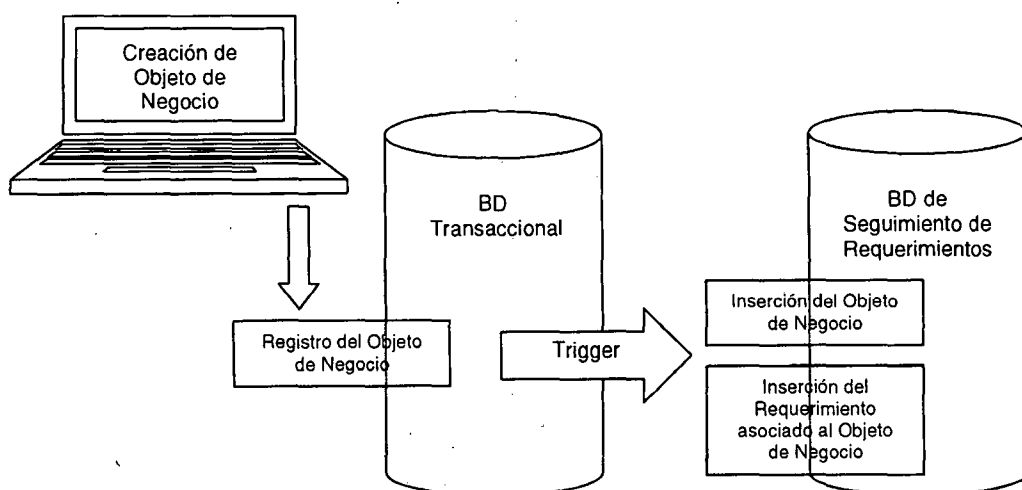 Creación de
Objeto de
Negocio
BD
Transaccional
BD de
Seguimiento de
Requerimientos
Registro del Objeto
de Negocio
Trigger
Inserción del Objeto
de Negocio
Inserción del
Requerimiento
asociado al Objeto
de Negocio